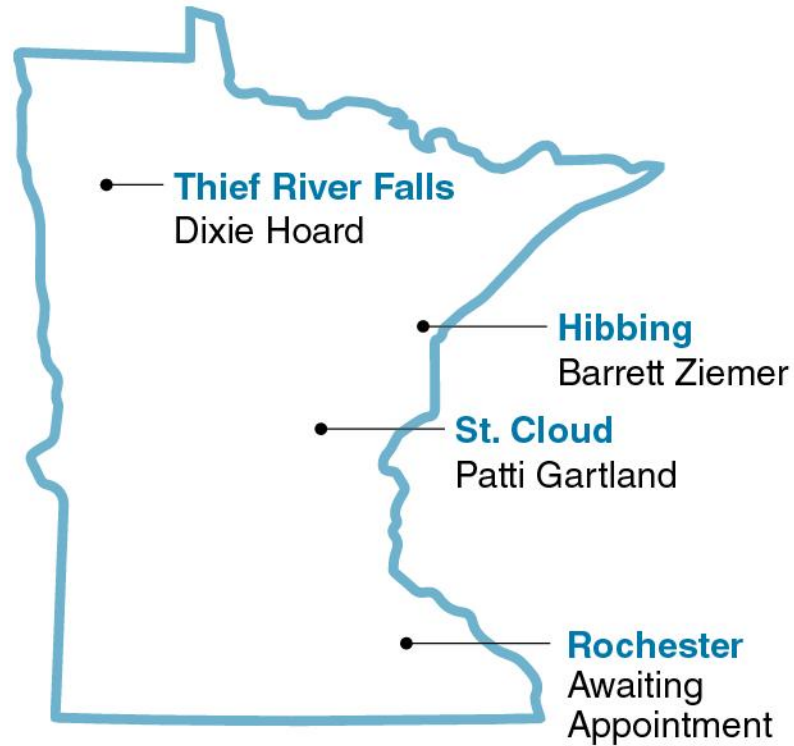 Thief River Falls
Dixie Hoard
Hibbing
Barrett Ziemer
St. Cloud
Patti Gartland
Rochester
Awaiting
Appointment